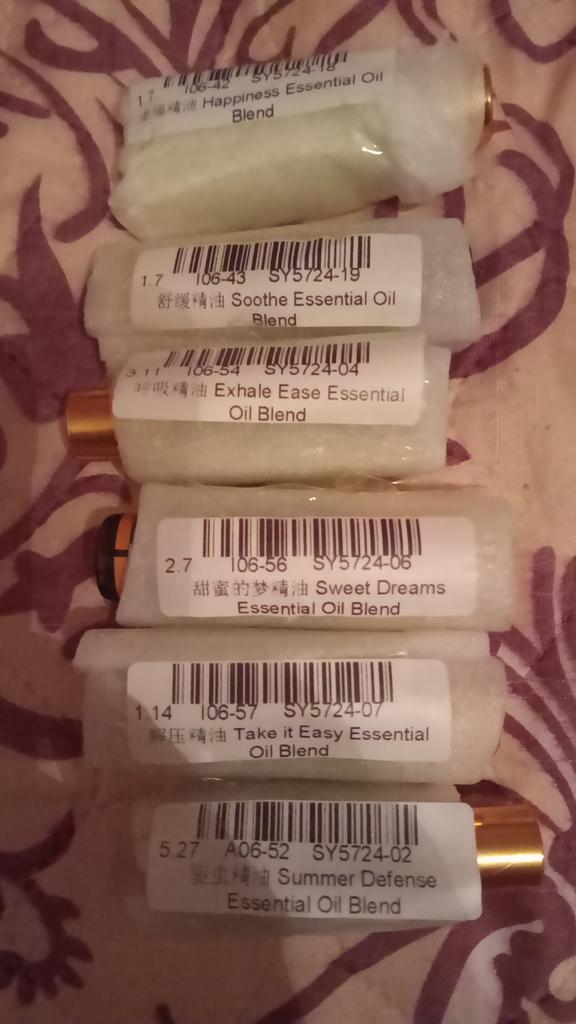 1.7 I06-42 SY5724-18
幸福精油 Happiness Essential Oil
Blend
1.7 I06-43 SY5724-19
舒缓精油 Soothe Essential Oil
Blend
3.11 I06-54 SY5724-04
呼吸精油 Exhale Ease Essential
Oil Blend
2.7 I06-56 SY5724-06
甜蜜的梦精油 Sweet Dreams
Essential Oil Blend
1.14 I06-57 SY5724-07
解压精油 Take it Easy Essential
Oil Blend
5.27 A06-52 SY5724-02
驱虫精油 Summer Defense
Essential Oil Blend